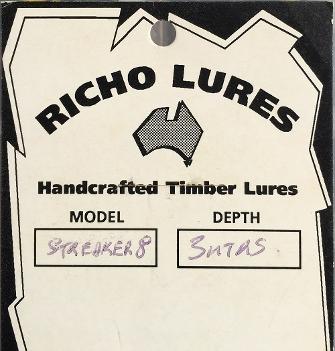 RICHO LURES
Handcrafted Timber Lures
MODEL DEPTH
STREAKER 8 3MTRS